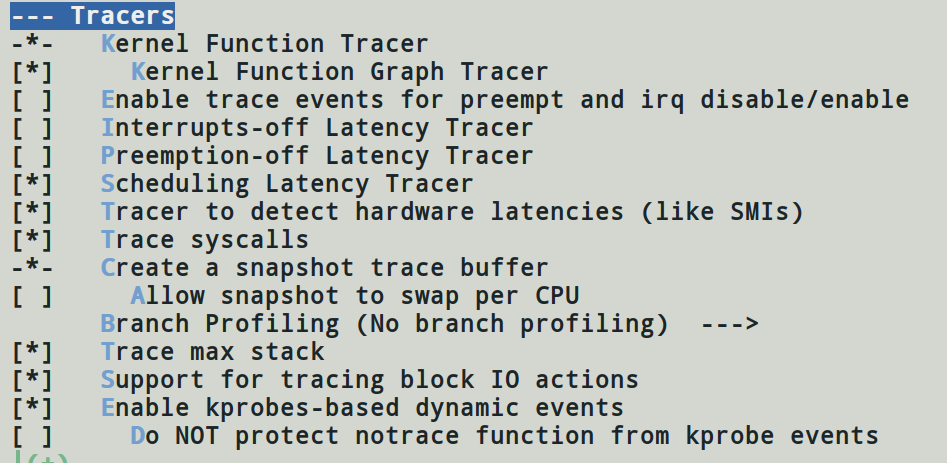 --- Tracers
-*-   Kernel Function Tracer
[*]     Kernel Function Graph Tracer
[ ]   Enable trace events for preempt and irq disable/enable
[ ]   Interrupts-off Latency Tracer
[ ]   Preemption-off Latency Tracer
[*]   Scheduling Latency Tracer
[*]   Tracer to detect hardware latencies (like SMIs)
[*]   Trace syscalls
-*-   Create a snapshot trace buffer
[ ]     Allow snapshot to swap per CPU
      Branch Profiling (No branch profiling)  --->
[*]   Trace max stack
[*]   Support for tracing block IO actions
[*]   Enable kprobes-based dynamic events
[ ]     Do NOT protect notrace function from kprobe events